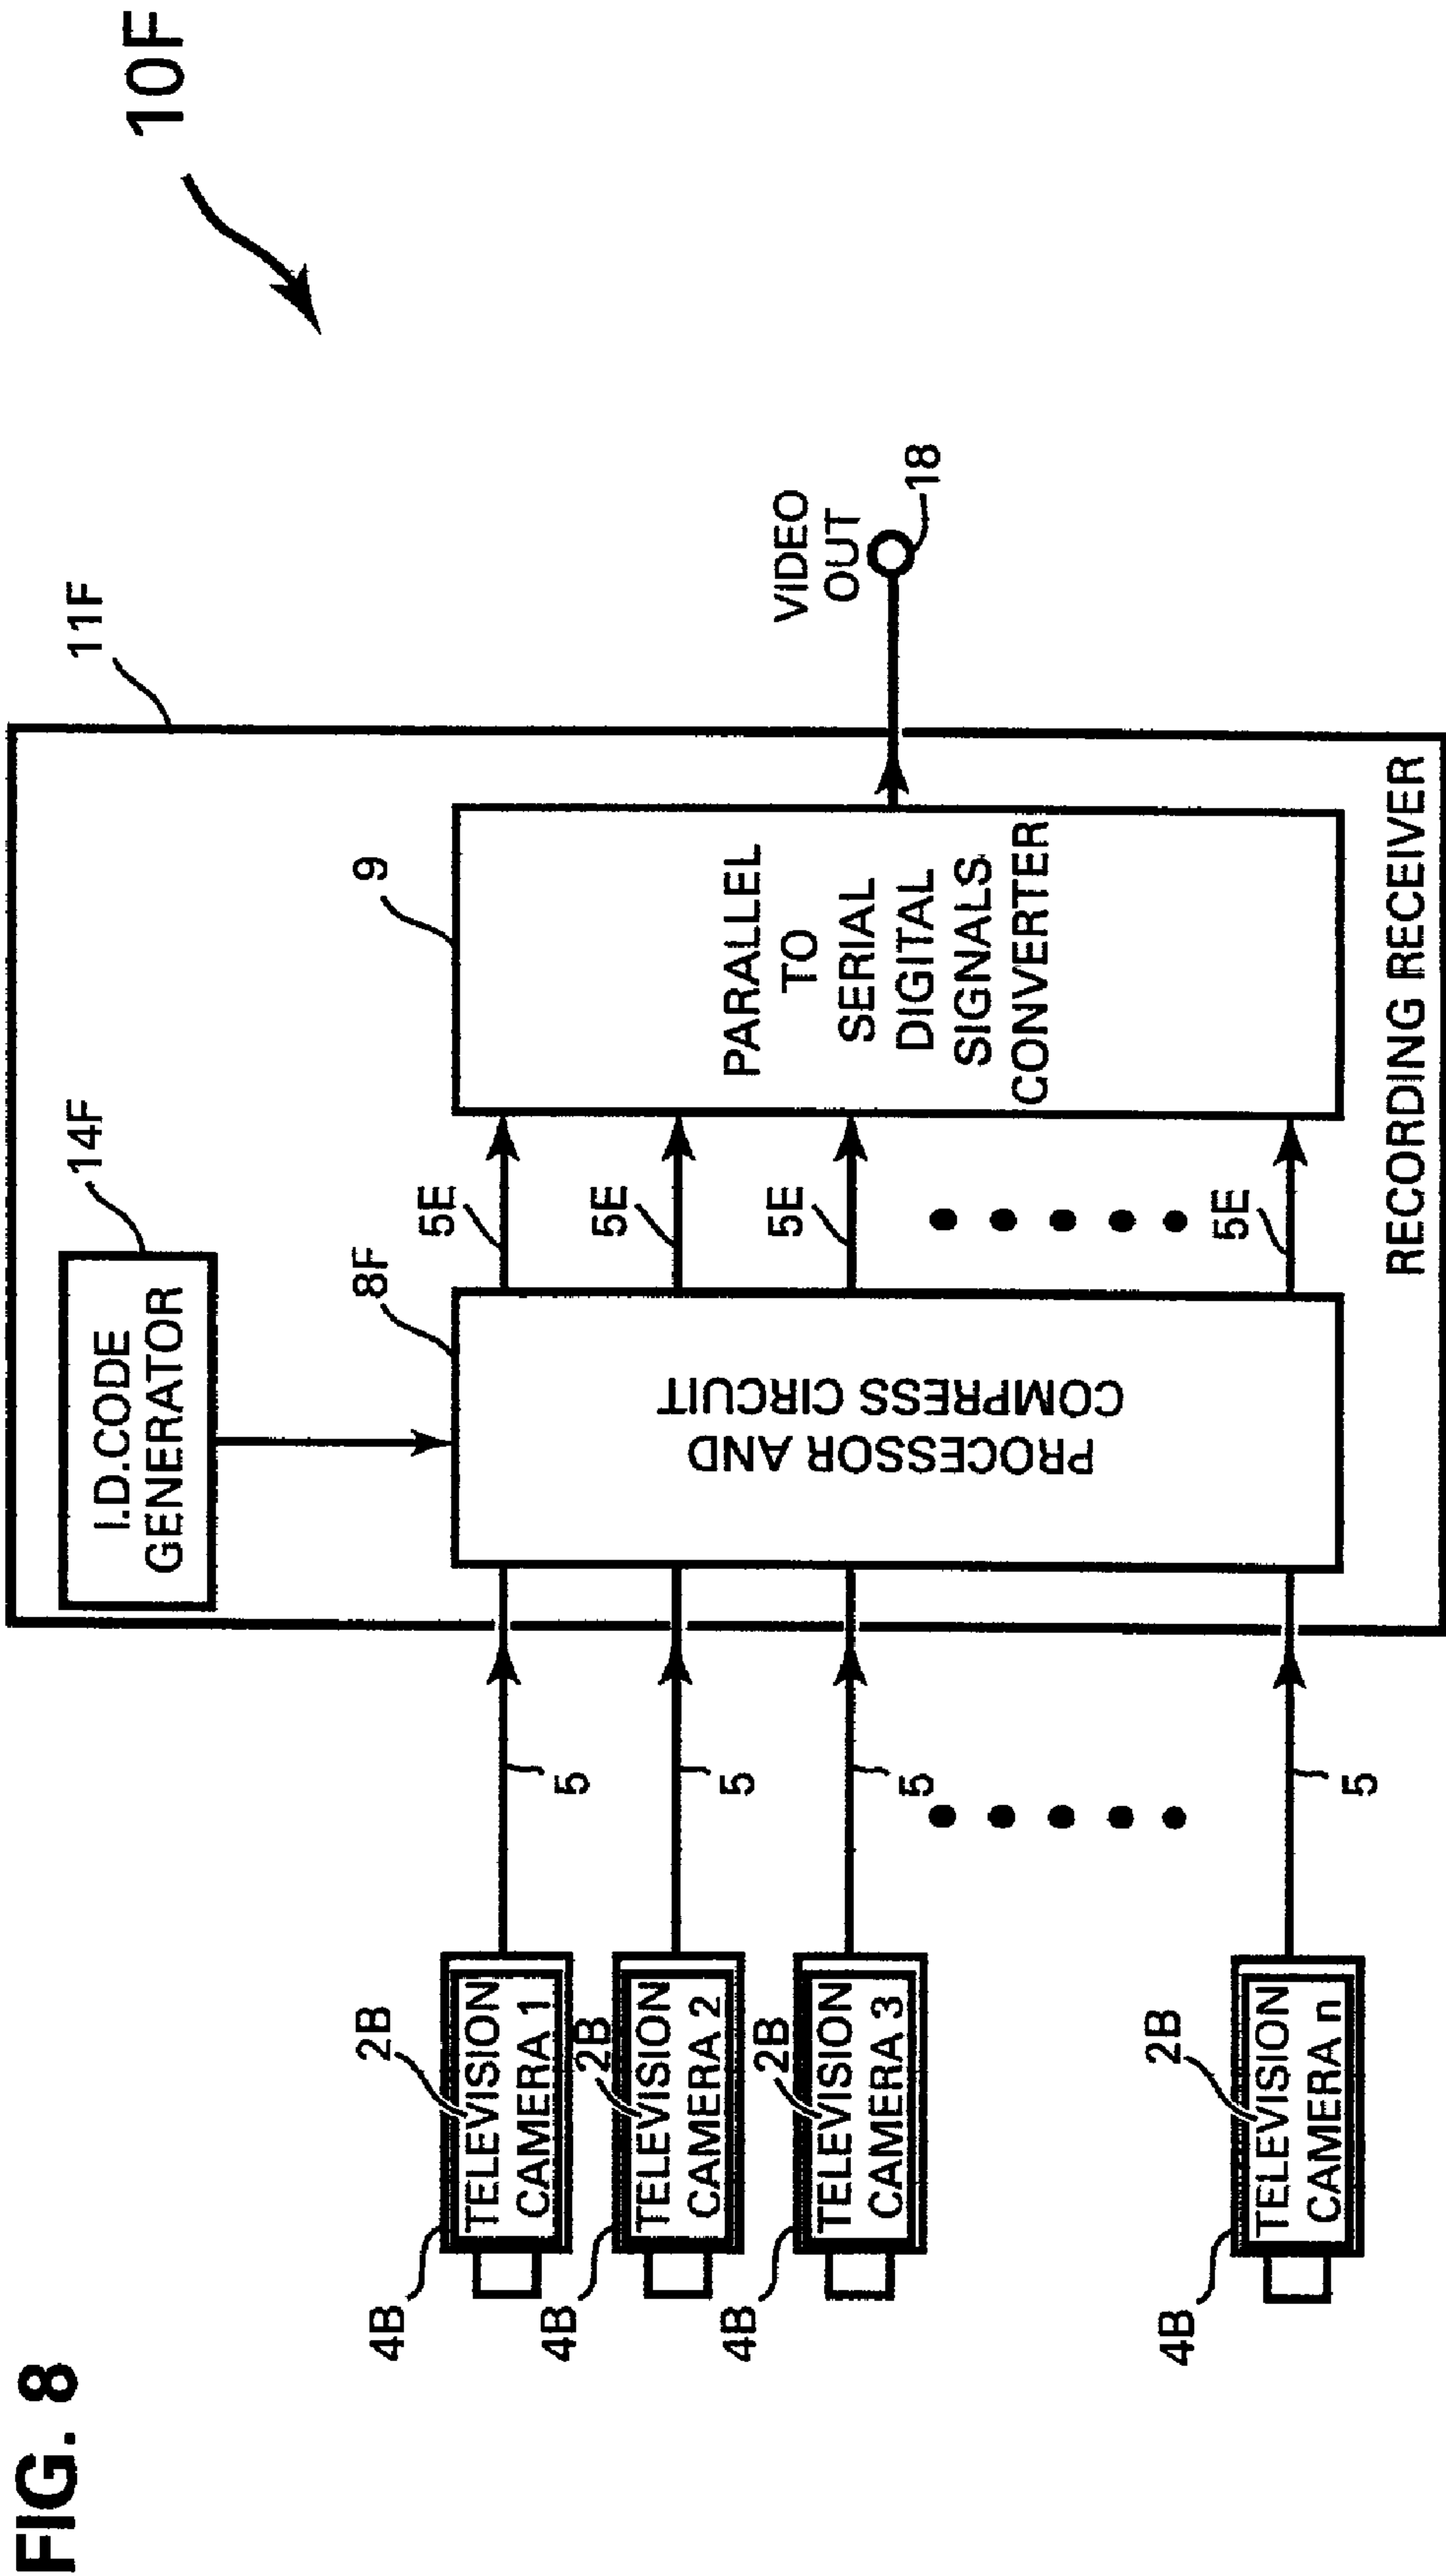 FIG. 8
10F
11F
14F
I.D.CODE
GENERATOR
8F
9
4B
2B
TELEVISION
CAMERA 1
5
5E
4B
2B
TELEVISION
CAMERA 2
5
5E
4B
2B
TELEVISION
CAMERA 3
5
5E
4B
2B
TELEVISION
CAMERA n
5
5E
PROCESSOR AND
COMPRESS CIRCUIT
PARALLEL
TO
SERIAL
DIGITAL
SIGNALS
CONVERTER
VIDEO
OUT
18
RECORDING RECEIVER